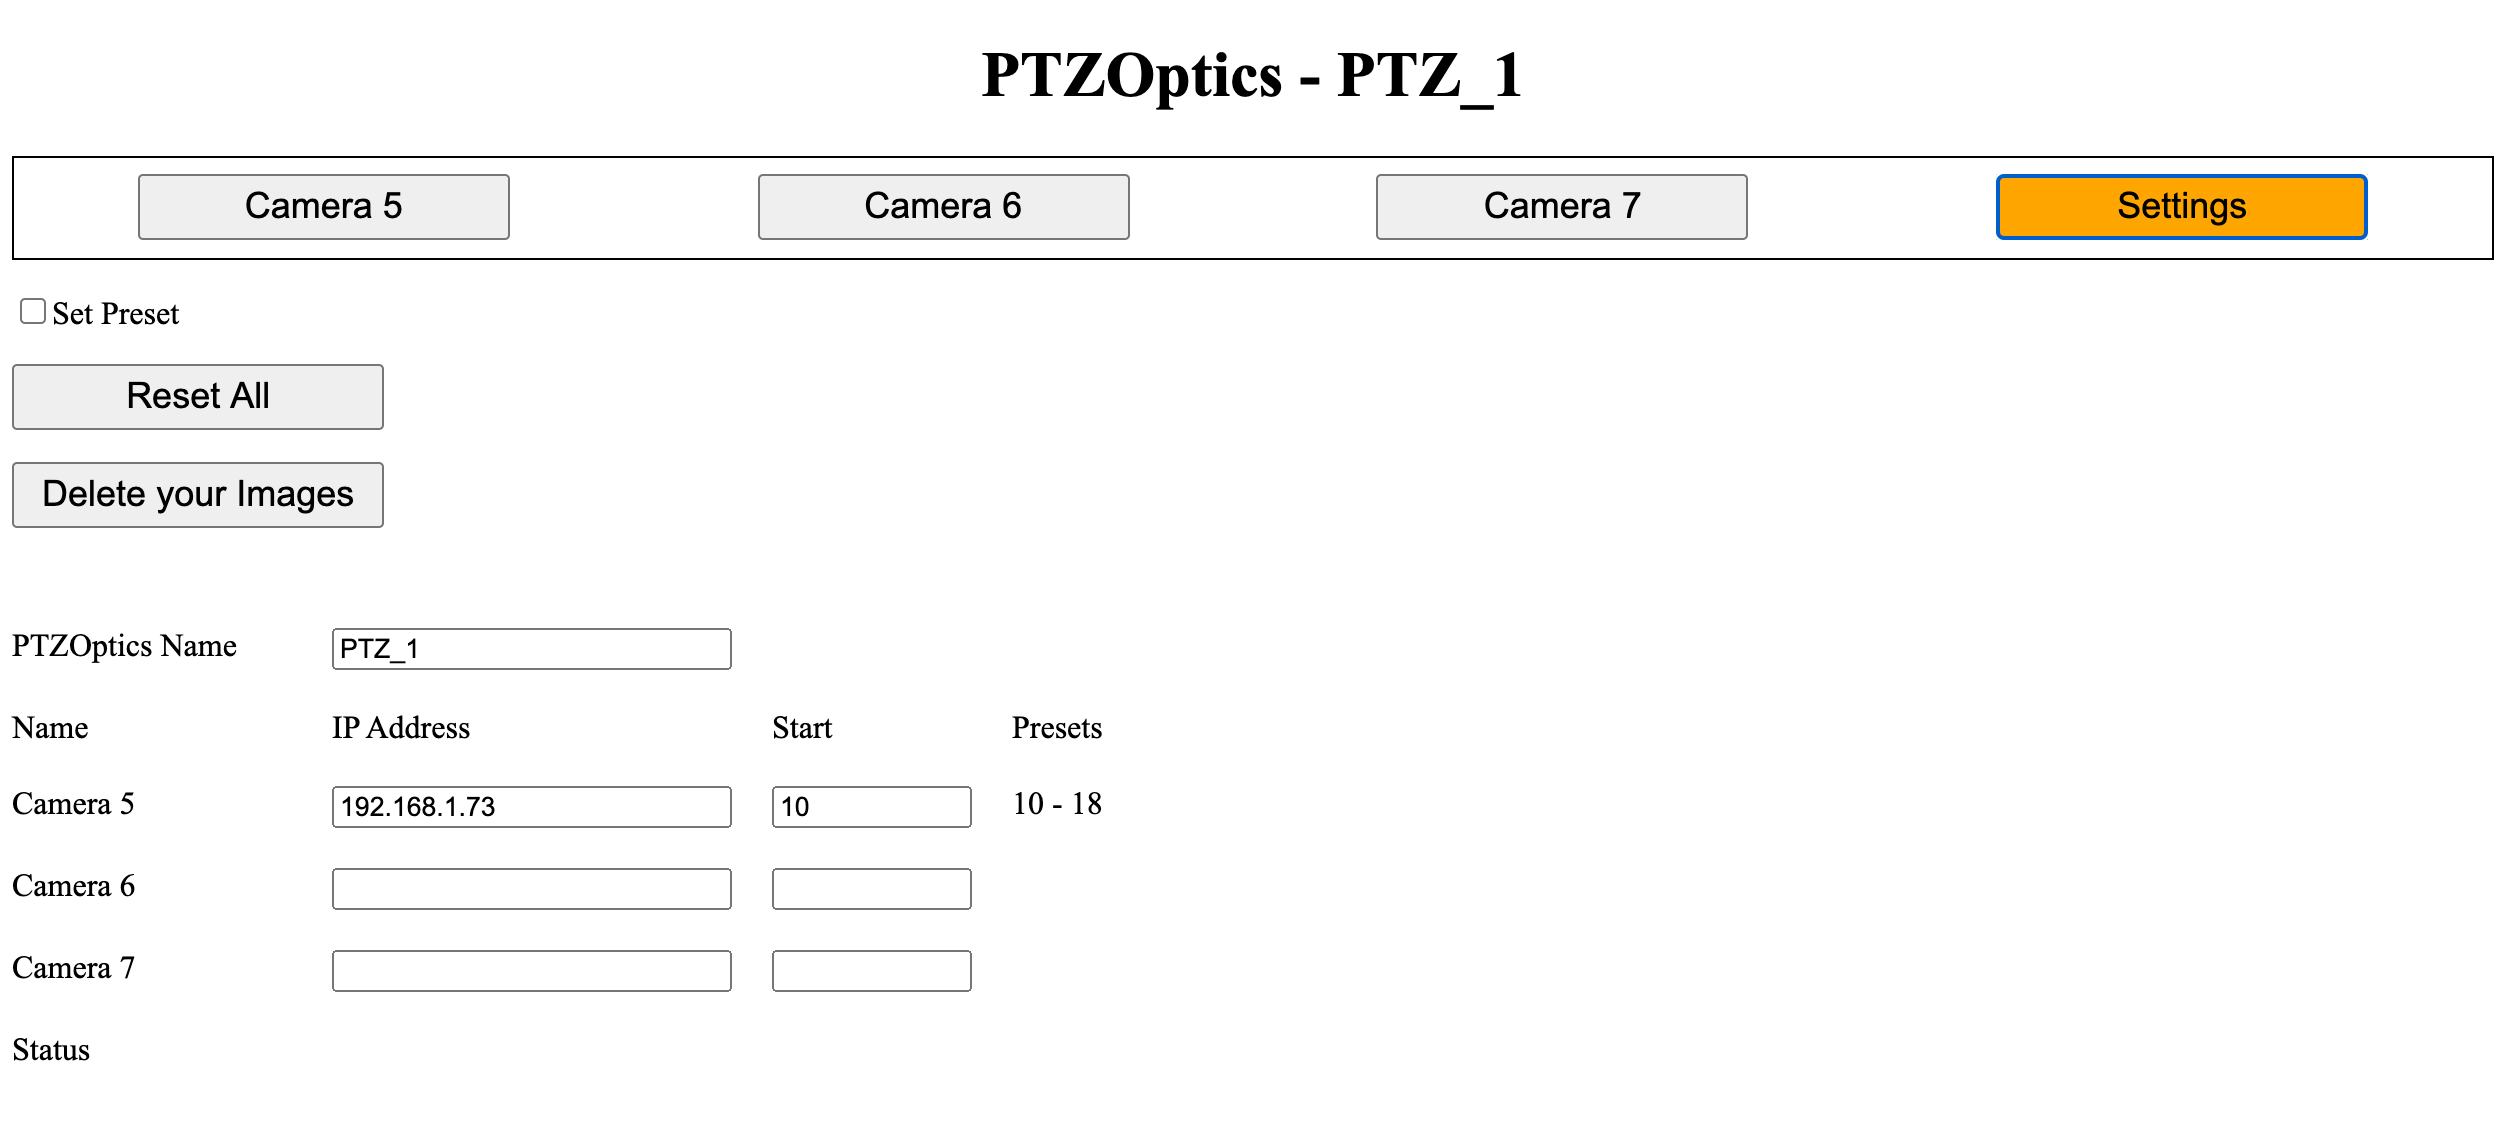 PTZOptics - PTZ_1
Camera 5 Camera 6 Camera 7 Settings
Set Preset
Reset All
Delete your Images
PTZOptics Name PTZ_1
Name IP Address Start Presets
Camera 5 192.168.1.73 10 10 - 18
Camera 6
Camera 7
Status